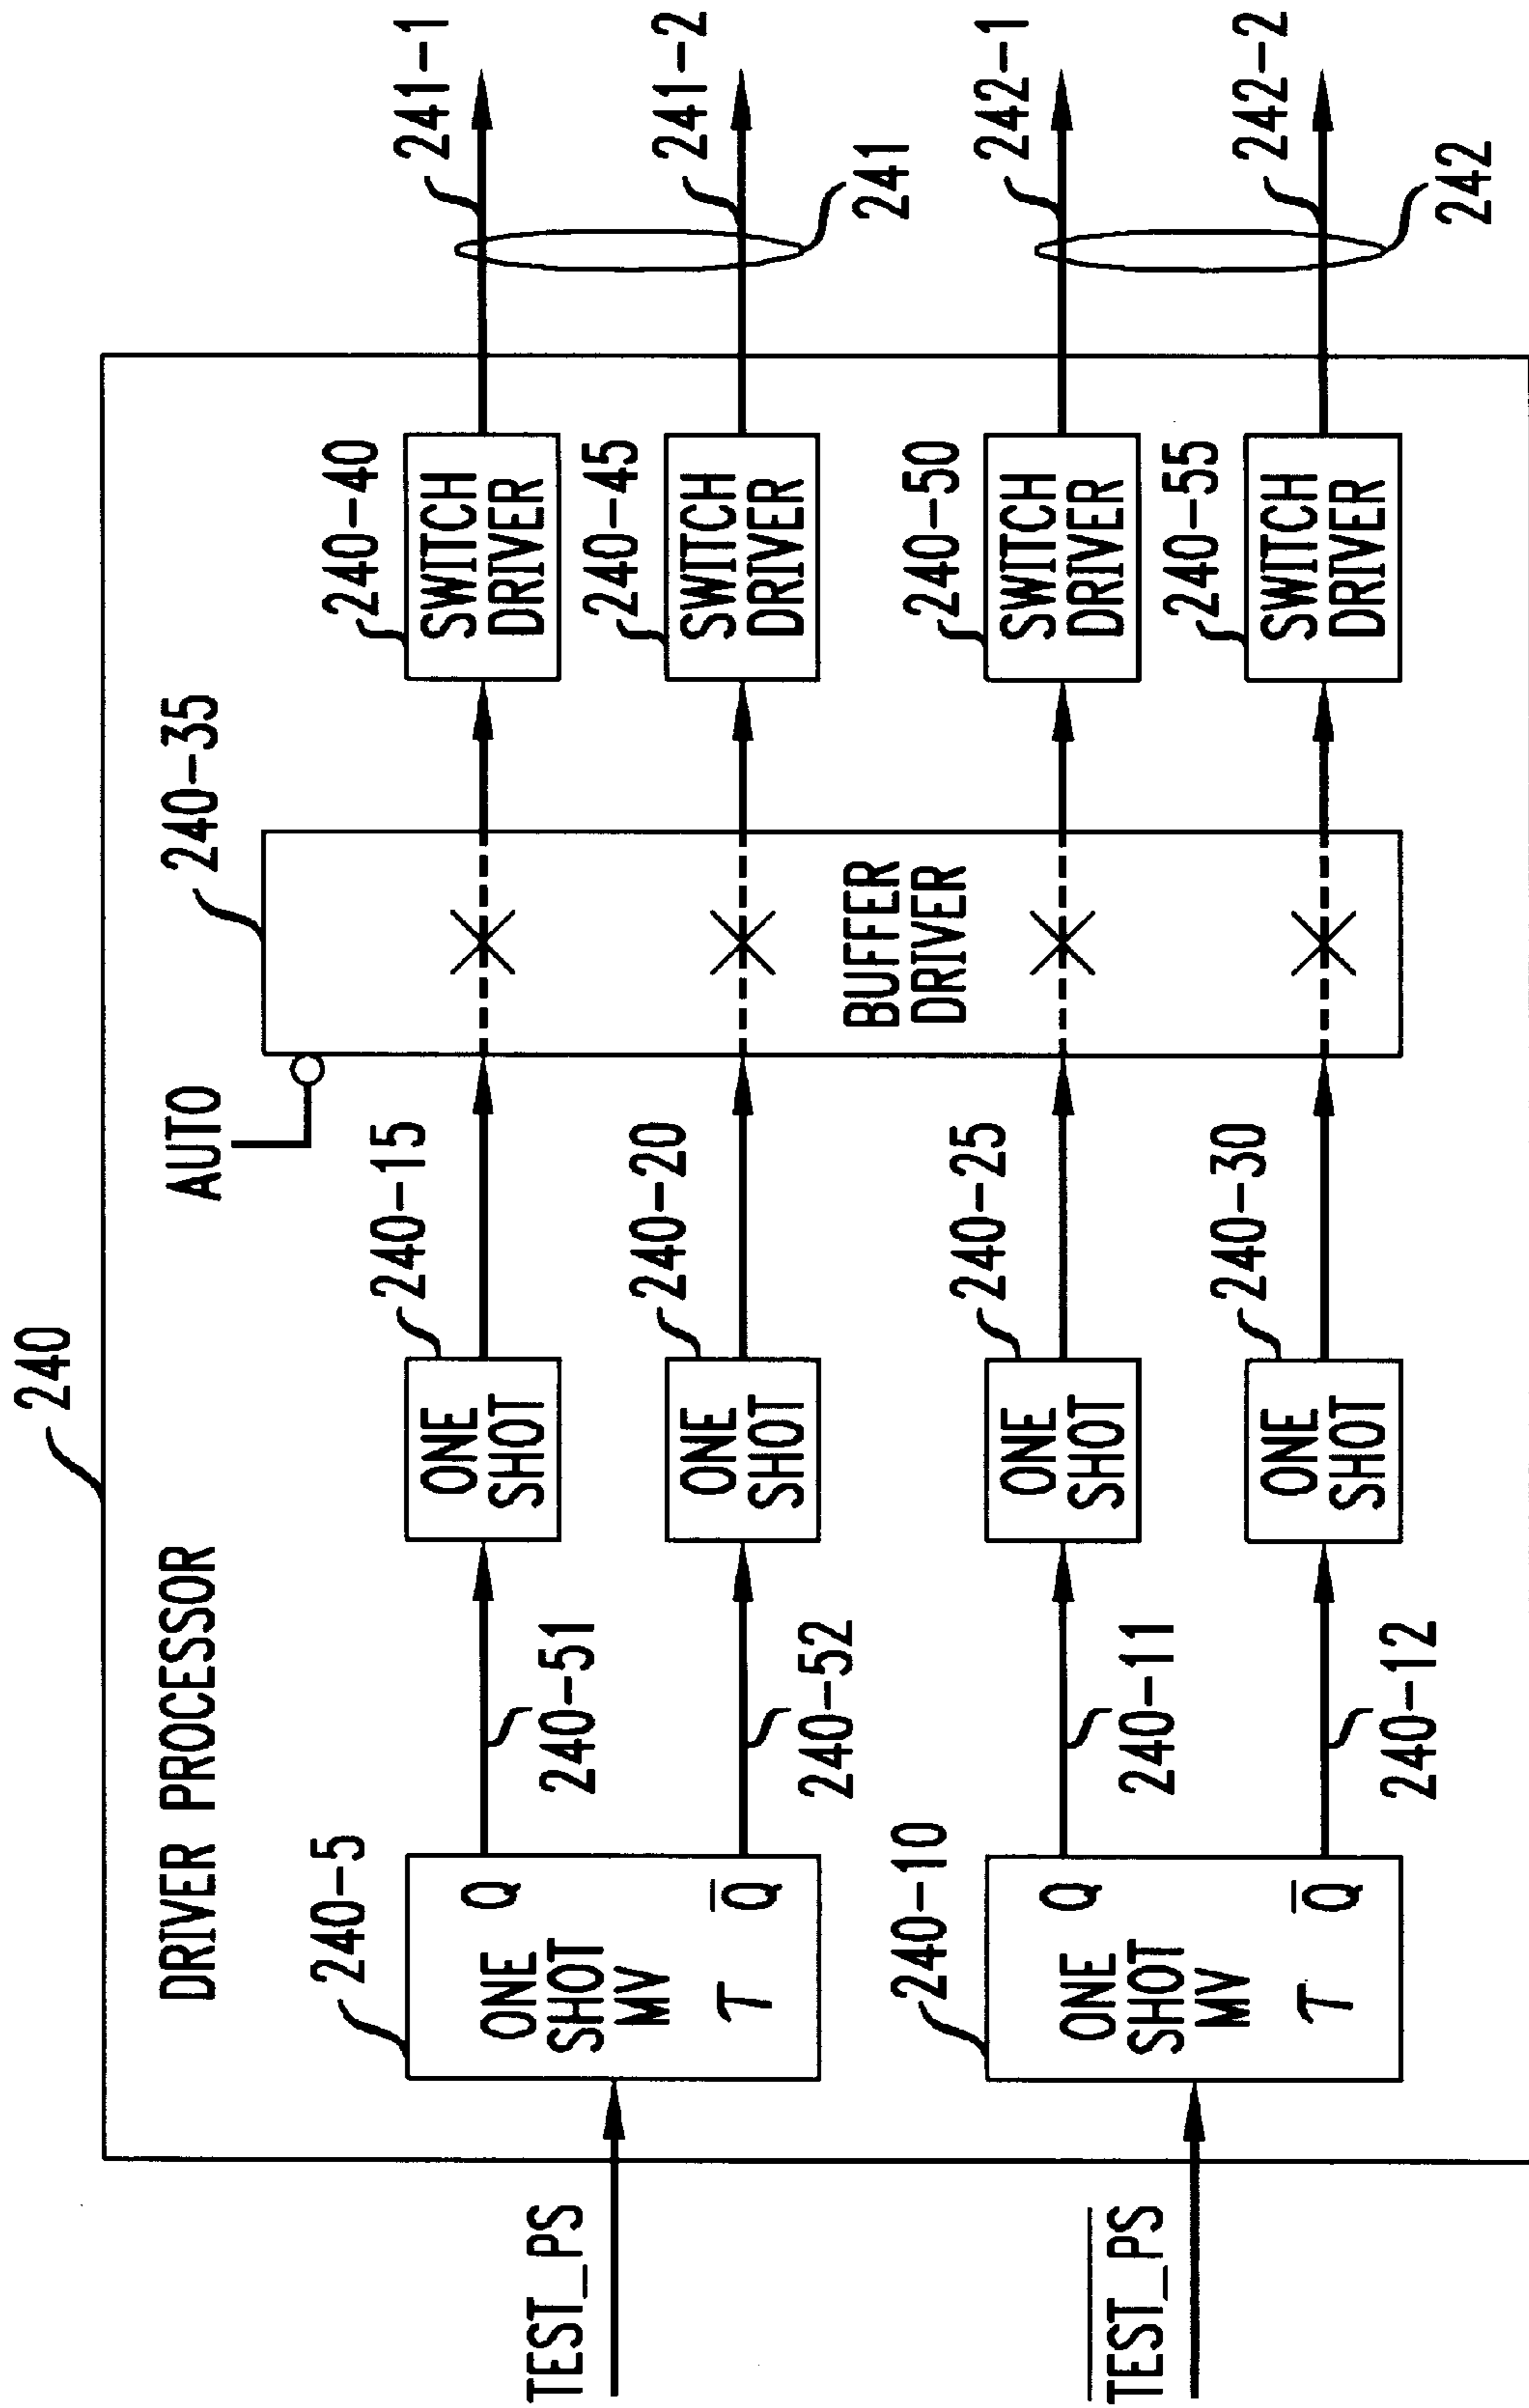 240
DRIVER PROCESSOR
AUTO
240-35
240-5
240-51
240-15
240-40
241-1
ONE
SHOT
MV
τ
Q
Q̅
ONE
SHOT
SWITCH
DRIVER
TEST_PS
240-52
240-20
240-45
241-2
ONE
SHOT
SWITCH
DRIVER
241
BUFFER
DRIVER
240-10
240-11
240-25
240-50
242-1
ONE
SHOT
MV
τ
Q
Q̅
ONE
SHOT
SWITCH
DRIVER
T̅E̅S̅T̅_̅P̅S̅
240-12
240-30
240-55
242-2
ONE
SHOT
SWITCH
DRIVER
242